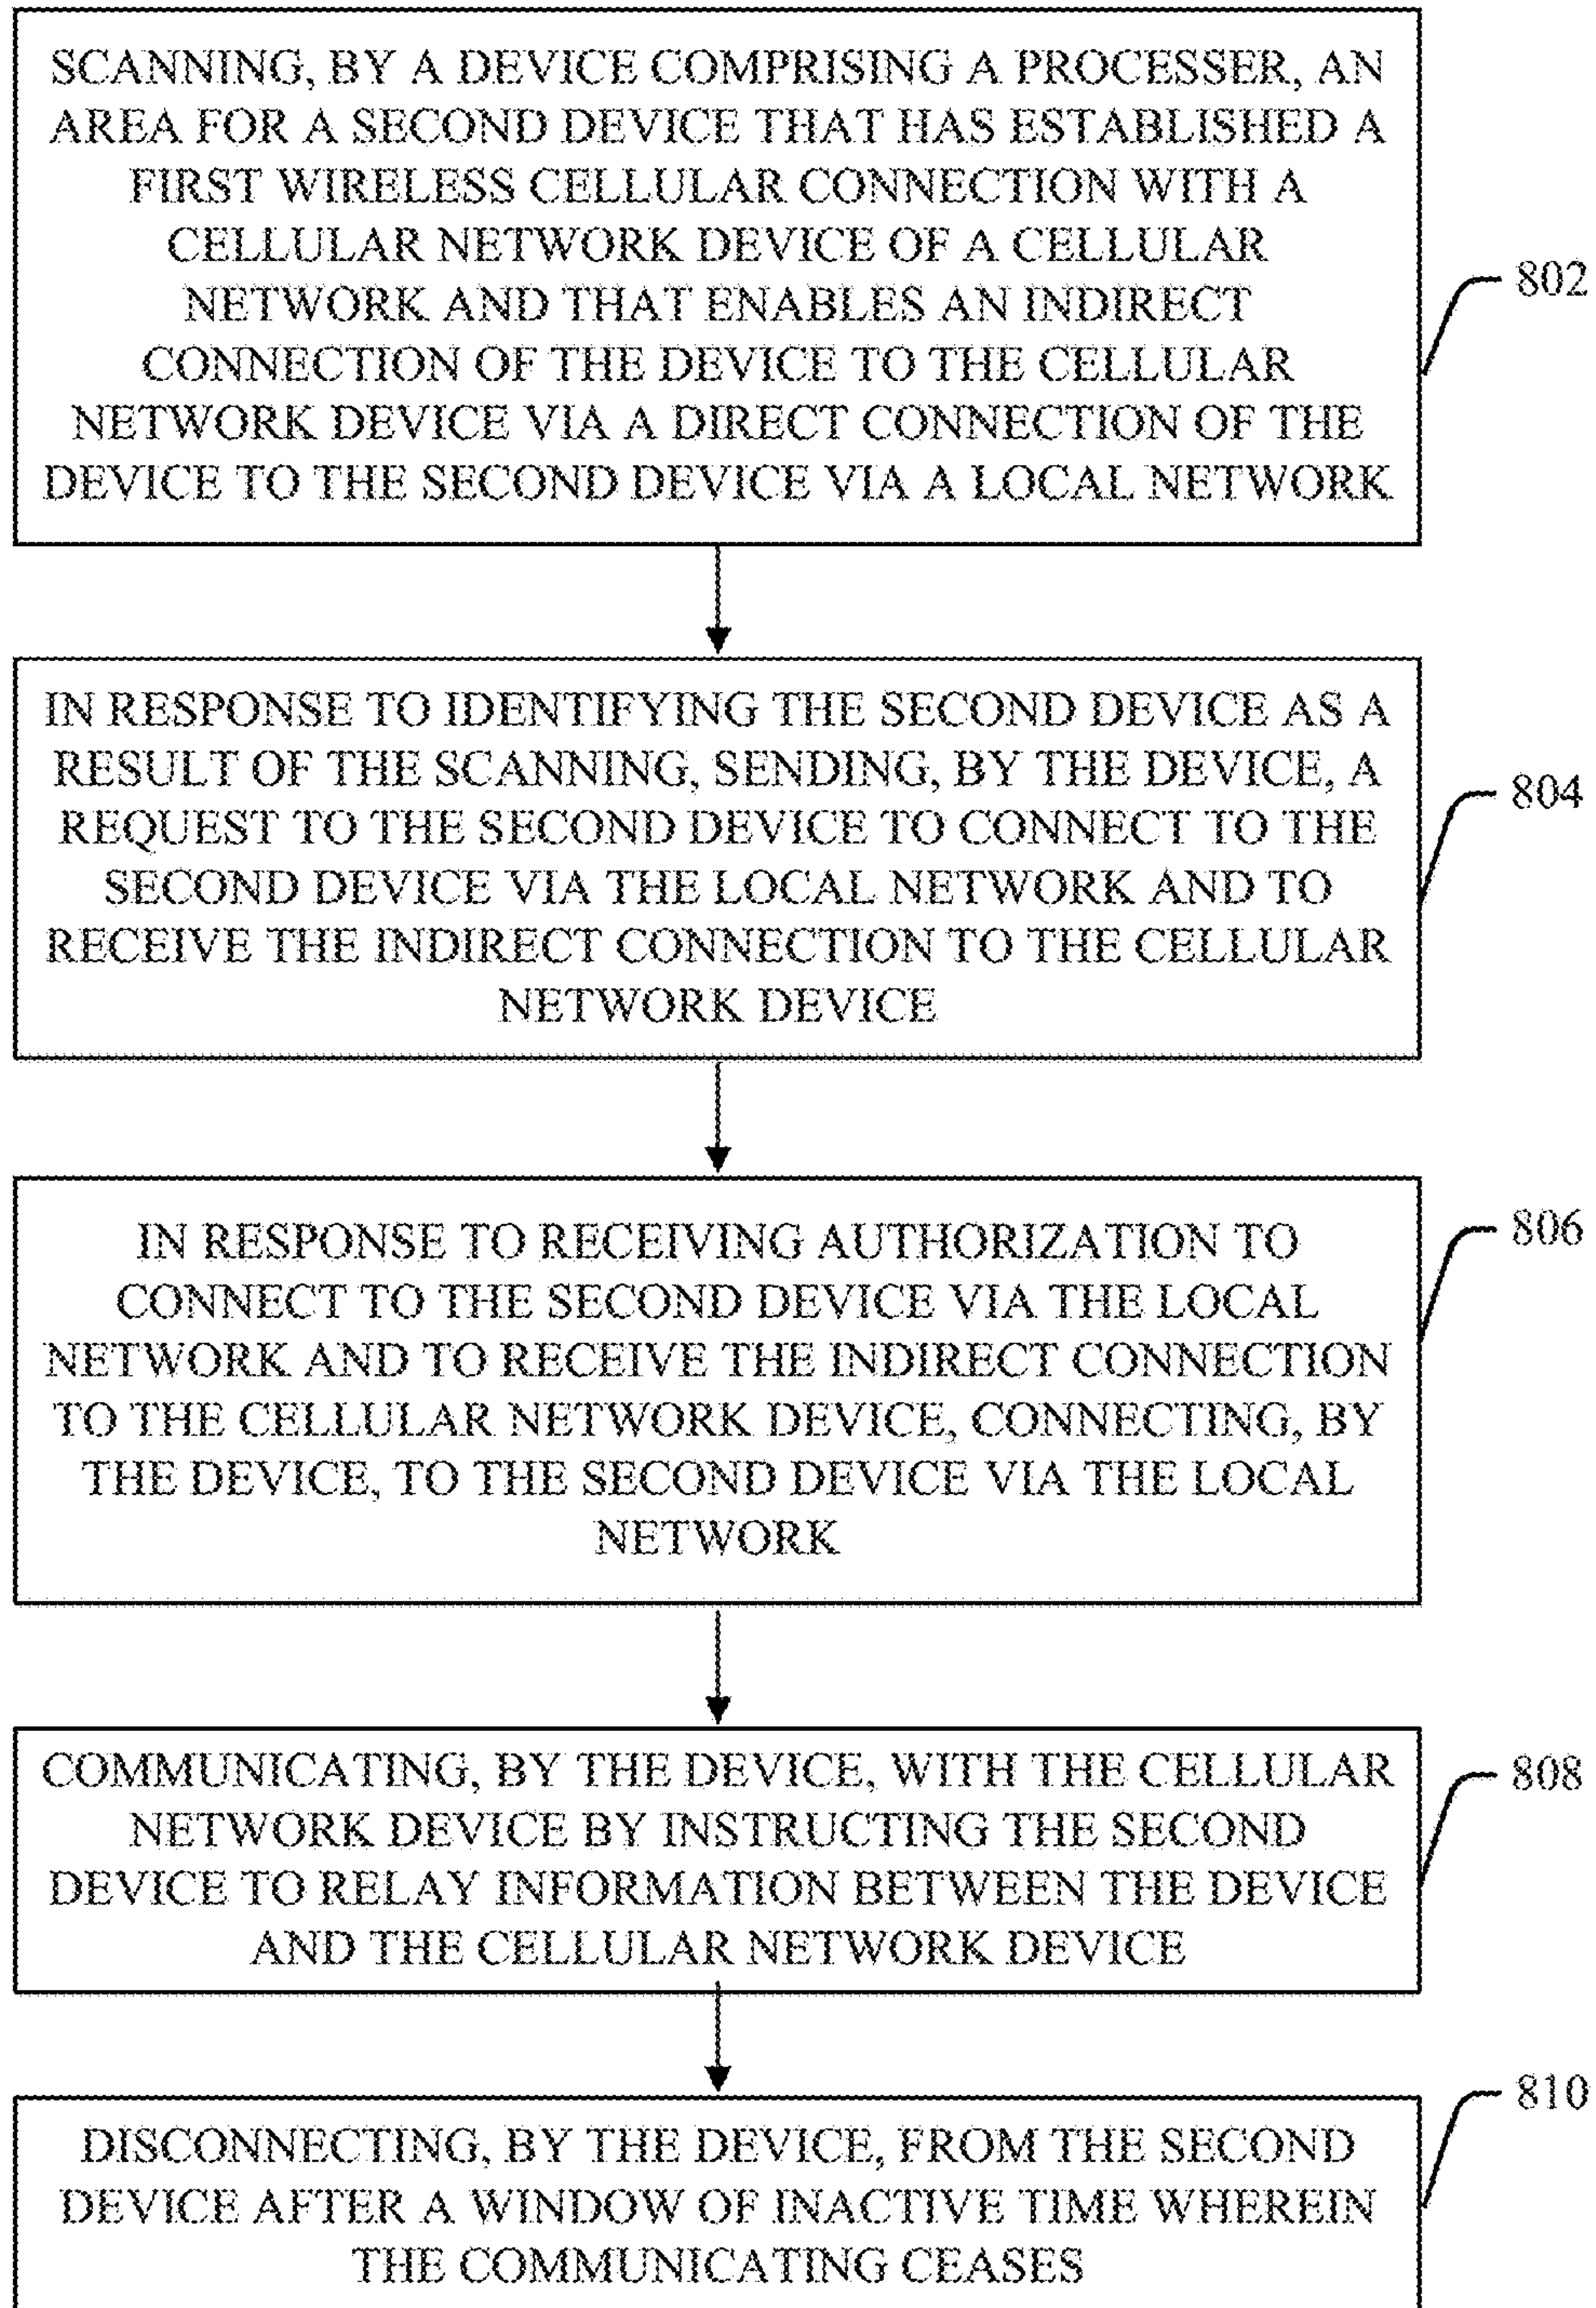 SCANNING, BY A DEVICE COMPRISING A PROCESSER, AN
AREA FOR A SECOND DEVICE THAT HAS ESTABLISHED A
FIRST WIRELESS CELLULAR CONNECTION WITH A
CELLULAR NETWORK DEVICE OF A CELLULAR
NETWORK AND THAT ENABLES AN INDIRECT
CONNECTION OF THE DEVICE TO THE CELLULAR
NETWORK DEVICE VIA A DIRECT CONNECTION OF THE
DEVICE TO THE SECOND DEVICE VIA A LOCAL NETWORK
802
IN RESPONSE TO IDENTIFYING THE SECOND DEVICE AS A
RESULT OF THE SCANNING, SENDING, BY THE DEVICE, A
REQUEST TO THE SECOND DEVICE TO CONNECT TO THE
SECOND DEVICE VIA THE LOCAL NETWORK AND TO
RECEIVE THE INDIRECT CONNECTION TO THE CELLULAR
NETWORK DEVICE
804
IN RESPONSE TO RECEIVING AUTHORIZATION TO
CONNECT TO THE SECOND DEVICE VIA THE LOCAL
NETWORK AND TO RECEIVE THE INDIRECT CONNECTION
TO THE CELLULAR NETWORK DEVICE, CONNECTING, BY
THE DEVICE, TO THE SECOND DEVICE VIA THE LOCAL
NETWORK
806
COMMUNICATING, BY THE DEVICE, WITH THE CELLULAR
NETWORK DEVICE BY INSTRUCTING THE SECOND
DEVICE TO RELAY INFORMATION BETWEEN THE DEVICE
AND THE CELLULAR NETWORK DEVICE
808
DISCONNECTING, BY THE DEVICE, FROM THE SECOND
DEVICE AFTER A WINDOW OF INACTIVE TIME WHEREIN
THE COMMUNICATING CEASES
810